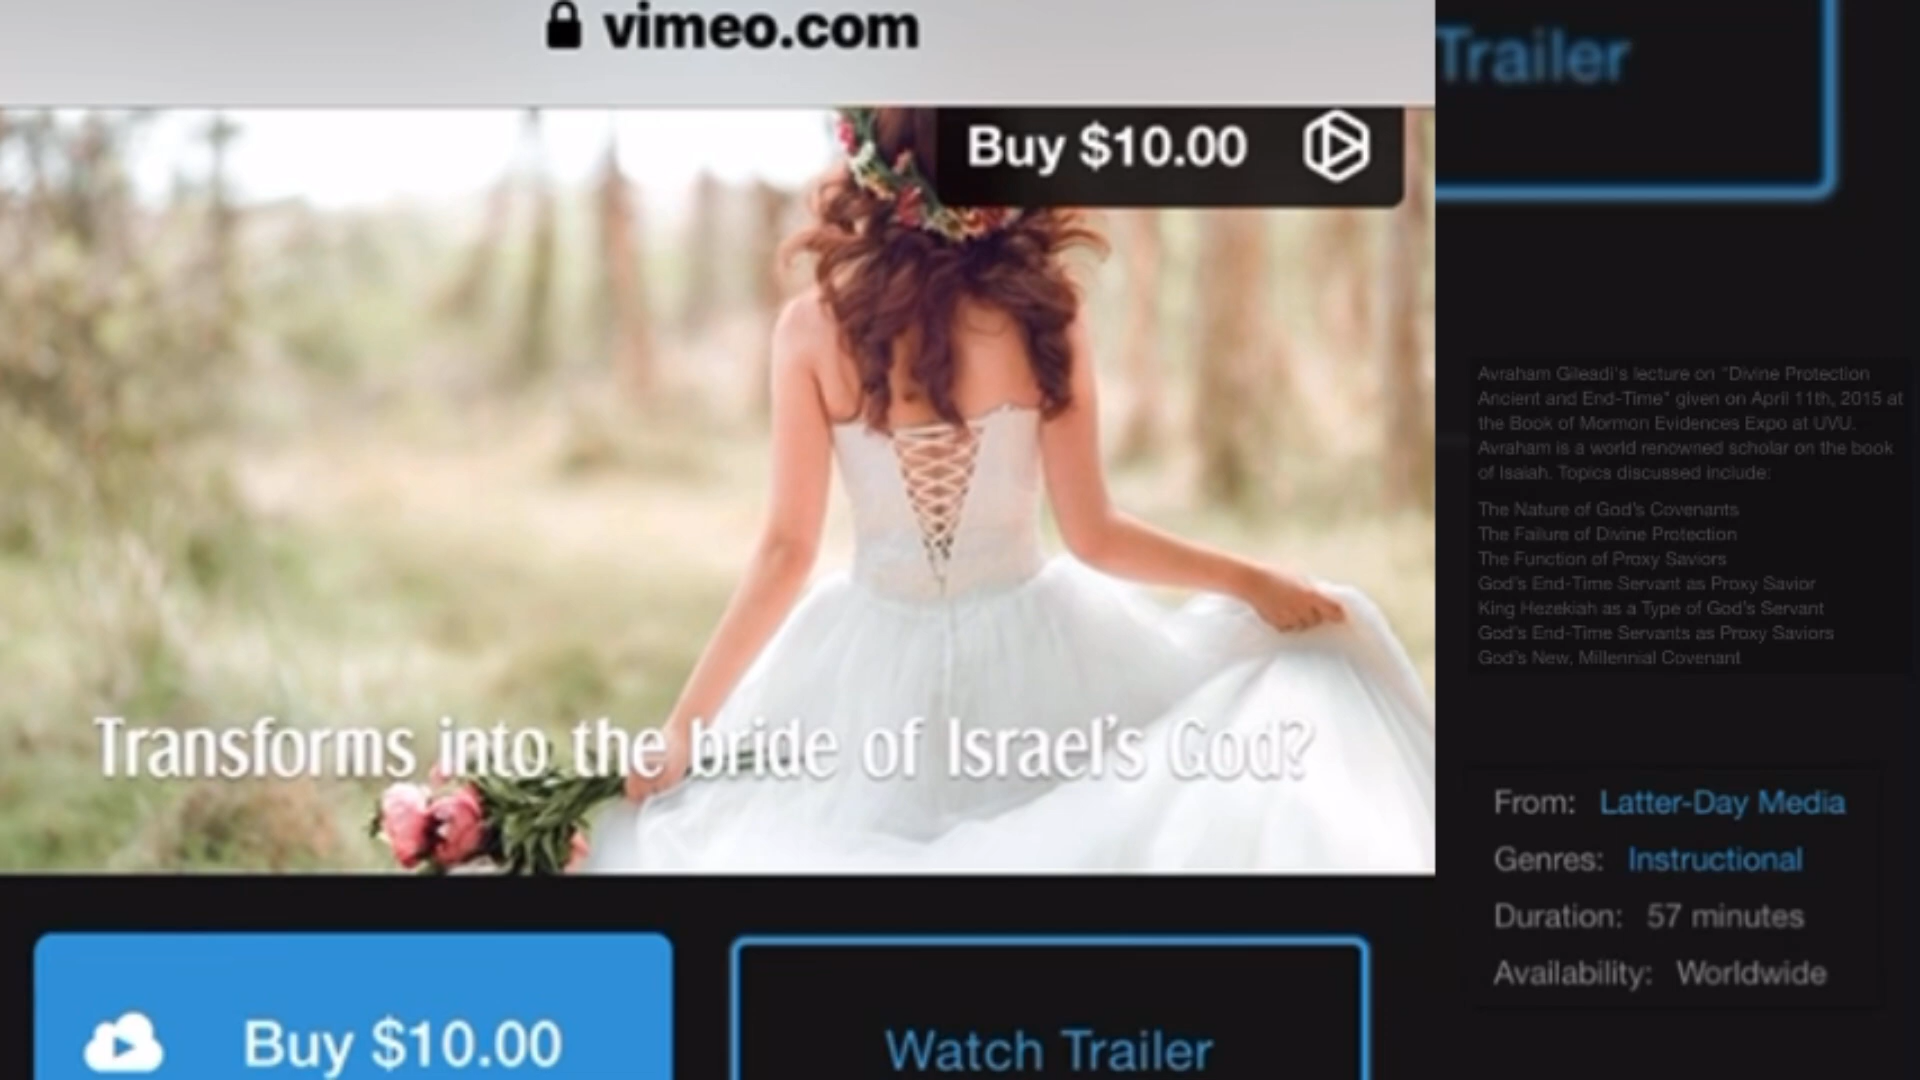 vimeo.com
Buy $10.00
Transforms into the bride of Israel's God?
Buy $10.00
Watch Trailer
Trailer
Avraham Gileadi's lecture on "Divine Protection
Ancient and End-Time" given on April 11th, 2015 at
the Book of Mormon Evidences Expo at UVU.
Avraham is a world renowned scholar on the book
of Isaiah. Topics discussed include:
The Nature of God's Covenants
The Failure of Divine Protection
The Function of Proxy Saviors
God's End-Time Servant as Proxy Savior
King Hezekiah as a Type of God's Servant
God's End-Time Servants as Proxy Saviors
God's New, Millennial Covenant
From: Latter-Day Media
Genres: Instructional
Duration: 57 minutes
Availability: Worldwide